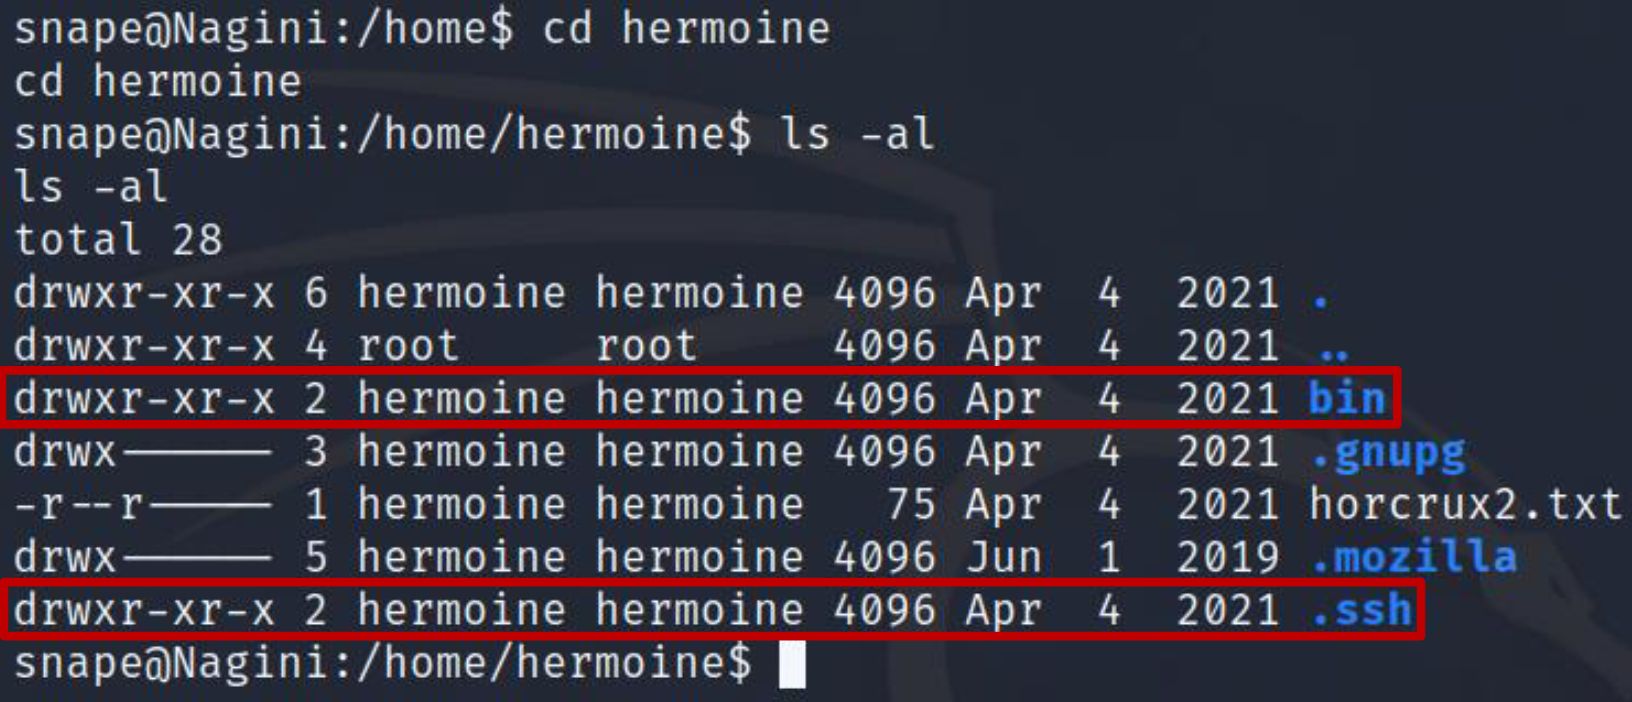 snape@Nagini:/home$ cd hermoine
cd hermoine
snape@Nagini:/home/hermoine$ ls -al
ls -al
total 28
drwxr-xr-x 6 hermoine hermoine 4096 Apr  4  2021 .
drwxr-xr-x 4 root     root     4096 Apr  4  2021 ..
drwxr-xr-x 2 hermoine hermoine 4096 Apr  4  2021 bin
drwx------ 3 hermoine hermoine 4096 Apr  4  2021 .gnupg
-r--r----- 1 hermoine hermoine   75 Apr  4  2021 horcrux2.txt
drwx------ 5 hermoine hermoine 4096 Jun  1  2019 .mozilla
drwxr-xr-x 2 hermoine hermoine 4096 Apr  4  2021 .ssh
snape@Nagini:/home/hermoine$